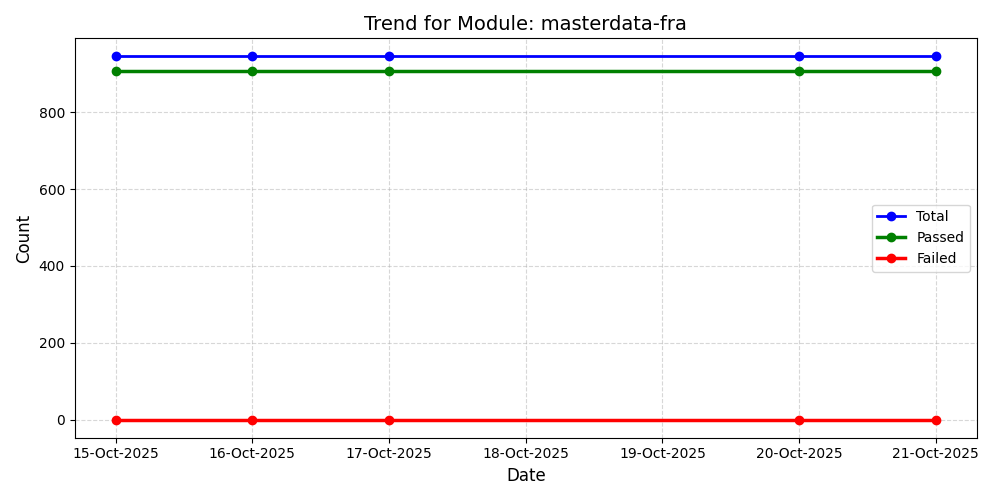 Trend for Module: masterdata-fra
Count
800
600
400
200
0
Total
Passed
Failed
15-Oct-2025
16-Oct-2025
17-Oct-2025
18-Oct-2025
19-Oct-2025
20-Oct-2025
21-Oct-2025
Date